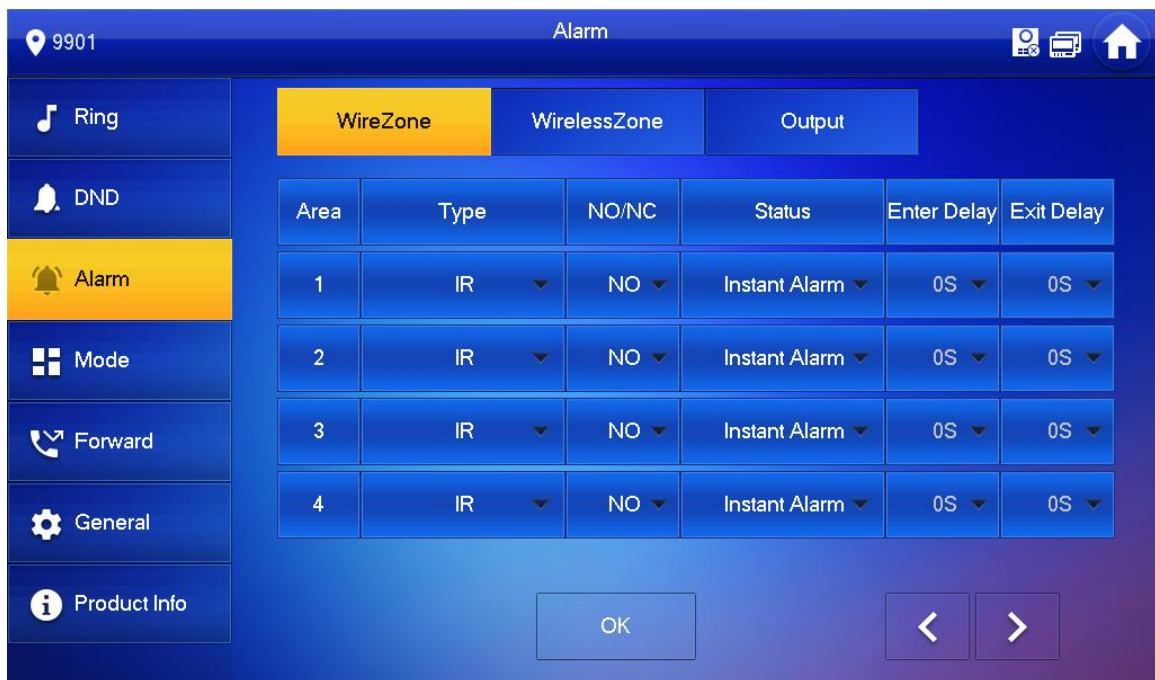 9901
Alarm
Ring
DND
Alarm
Mode
Forward
General
Product Info
WireZone WirelessZone Output
Area Type NO/NC Status Enter Delay Exit Delay
1 IR NO Instant Alarm 0S 0S
2 IR NO Instant Alarm 0S 0S
3 IR NO Instant Alarm 0S 0S
4 IR NO Instant Alarm 0S 0S
OK